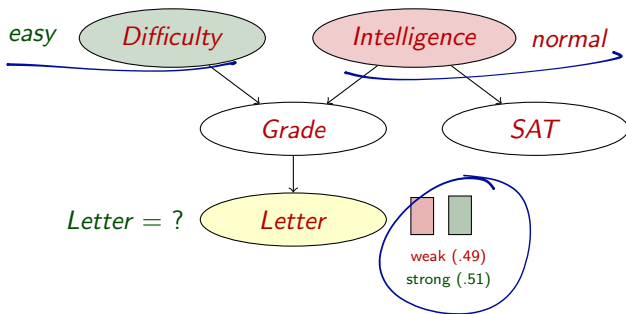 easy
Difficulty
Intelligence
normal
Grade
SAT
Letter = ?
Letter
weak (.49)
strong (.51)